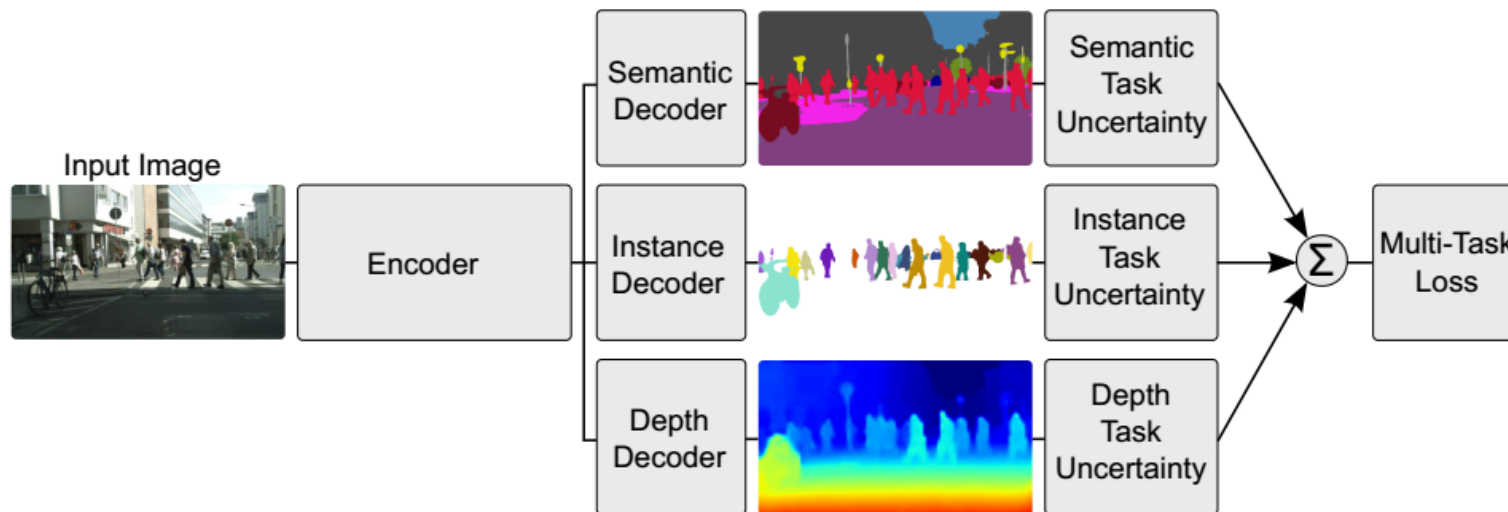 Input Image
Encoder
Semantic
Decoder
Semantic
Task
Uncertainty
Instance
Decoder
Instance
Task
Uncertainty
Depth
Decoder
Depth
Task
Uncertainty
Σ
Multi-Task
Loss